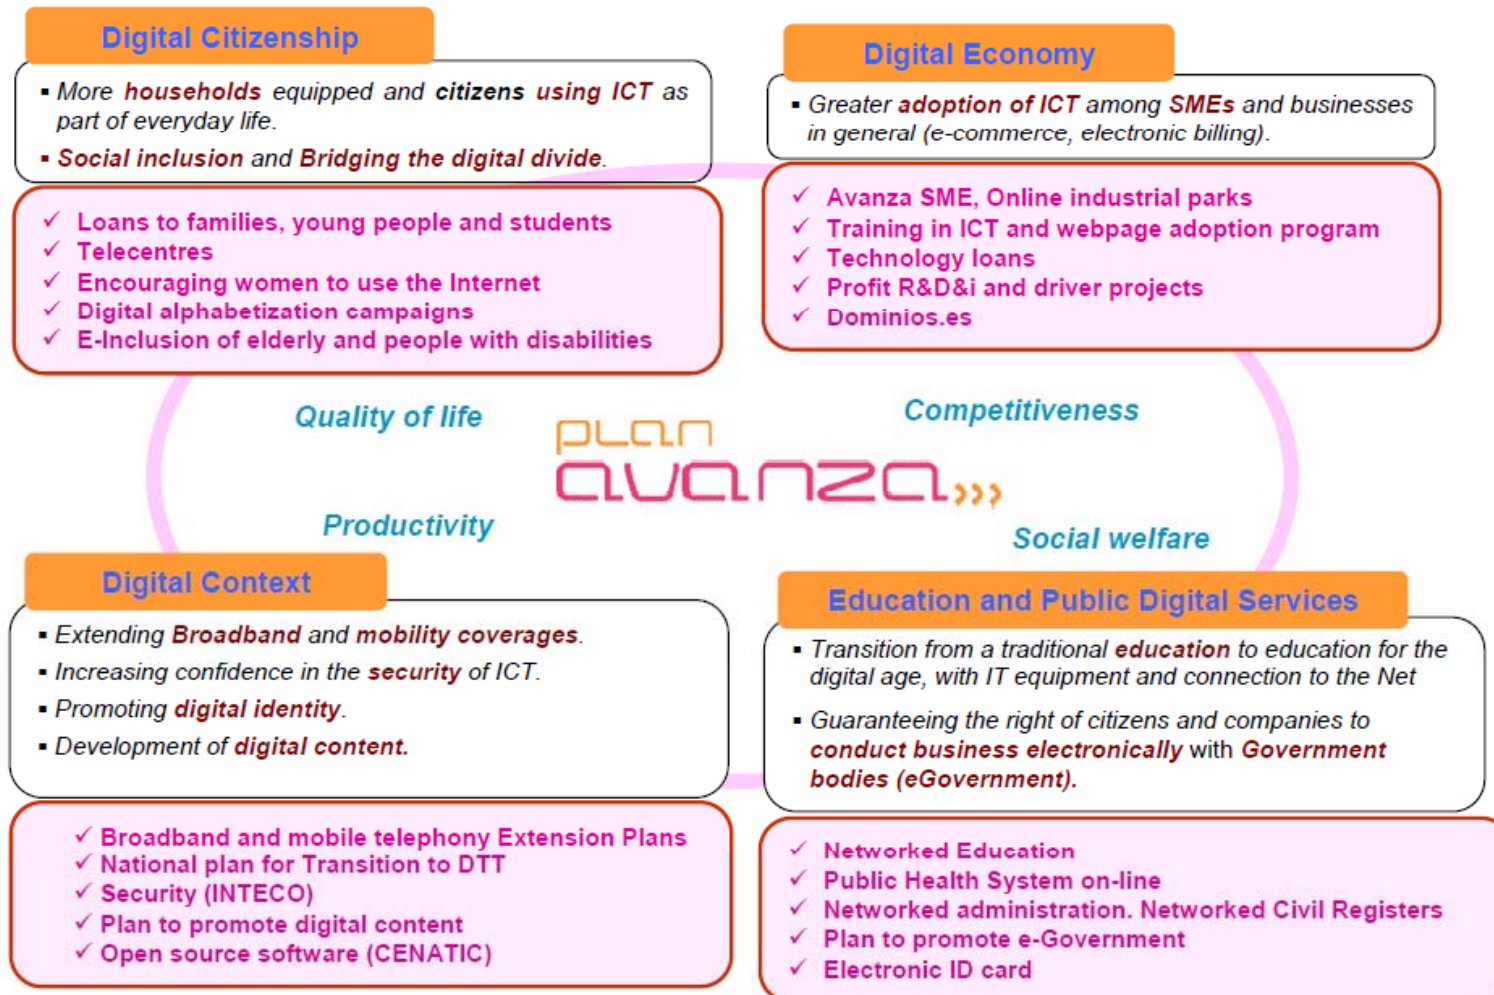 Digital Citizenship
▪ More households equipped and citizens using ICT as
part of everyday life.
▪ Social inclusion and Bridging the digital divide.
✓ Loans to families, young people and students
✓ Telecentres
✓ Encouraging women to use the Internet
✓ Digital alphabetization campaigns
✓ E-Inclusion of elderly and people with disabilities
Digital Economy
▪ Greater adoption of ICT among SMEs and businesses
in general (e-commerce, electronic billing).
✓ Avanza SME, Online industrial parks
✓ Training in ICT and webpage adoption program
✓ Technology loans
✓ Profit R&D&i and driver projects
✓ Dominios.es
Quality of life
Competitiveness
plan
avanza
Productivity
Social welfare
Digital Context
▪ Extending Broadband and mobility coverages.
▪ Increasing confidence in the security of ICT.
▪ Promoting digital identity.
▪ Development of digital content.
✓ Broadband and mobile telephony Extension Plans
✓ National plan for Transition to DTT
✓ Security (INTECO)
✓ Plan to promote digital content
✓ Open source software (CENATIC)
Education and Public Digital Services
▪ Transition from a traditional education to education for the
digital age, with IT equipment and connection to the Net
▪ Guaranteeing the right of citizens and companies to
conduct business electronically with Government
bodies (eGovernment).
✓ Networked Education
✓ Public Health System on-line
✓ Networked administration. Networked Civil Registers
✓ Plan to promote e-Government
✓ Electronic ID card